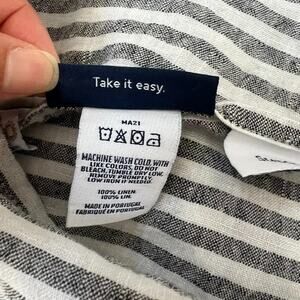 Take it easy.
MA21
MACHINE WASH COLD, WITH
LIKE COLORS, DO NOT
BLEACH, TUMBLE DRY LOW,
REMOVE PROMPTLY,
LOW IRON IF NEEDED.
100% LINEN.
100% LIN.
MADE IN PORTUGAL
FABRIQUÉ EN PORTUGAL